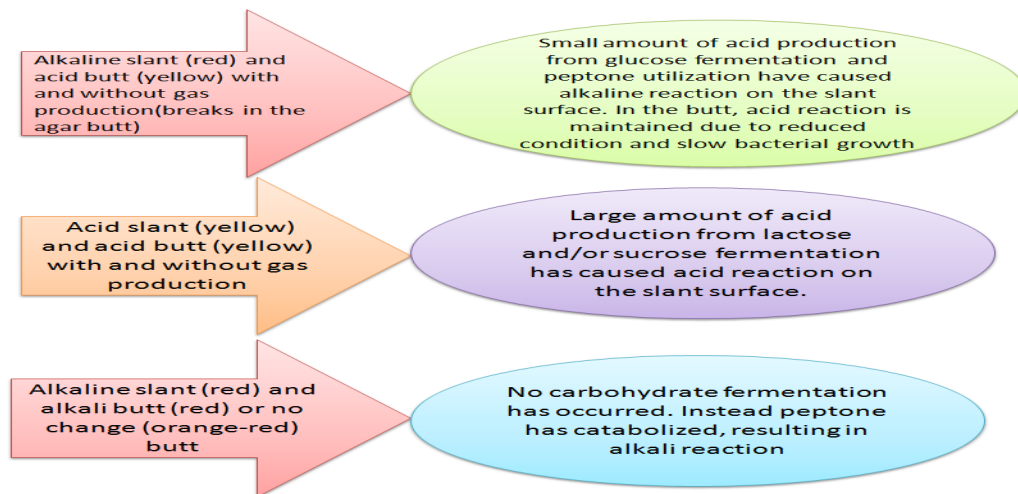 Alkaline slant (red) and
acid butt (yellow) with
and without gas
production(breaks in the
agar butt)
Small amount of acid production
from glucose fermentation and
peptone utilization have caused
alkaline reaction on the slant
surface. In the butt, acid reaction is
maintained due to reduced
condition and slow bacterial growth
Acid slant (yellow)
and acid butt (yellow)
with and without gas
production
Large amount of acid
production from lactose
and/or sucrose fermentation
has caused acid reaction on
the slant surface.
Alkaline slant (red) and
alkali butt (red) or no
change (orange-red)
butt
No carbohydrate fermentation
has occurred. Instead peptone
has catabolized, resulting in
alkali reaction